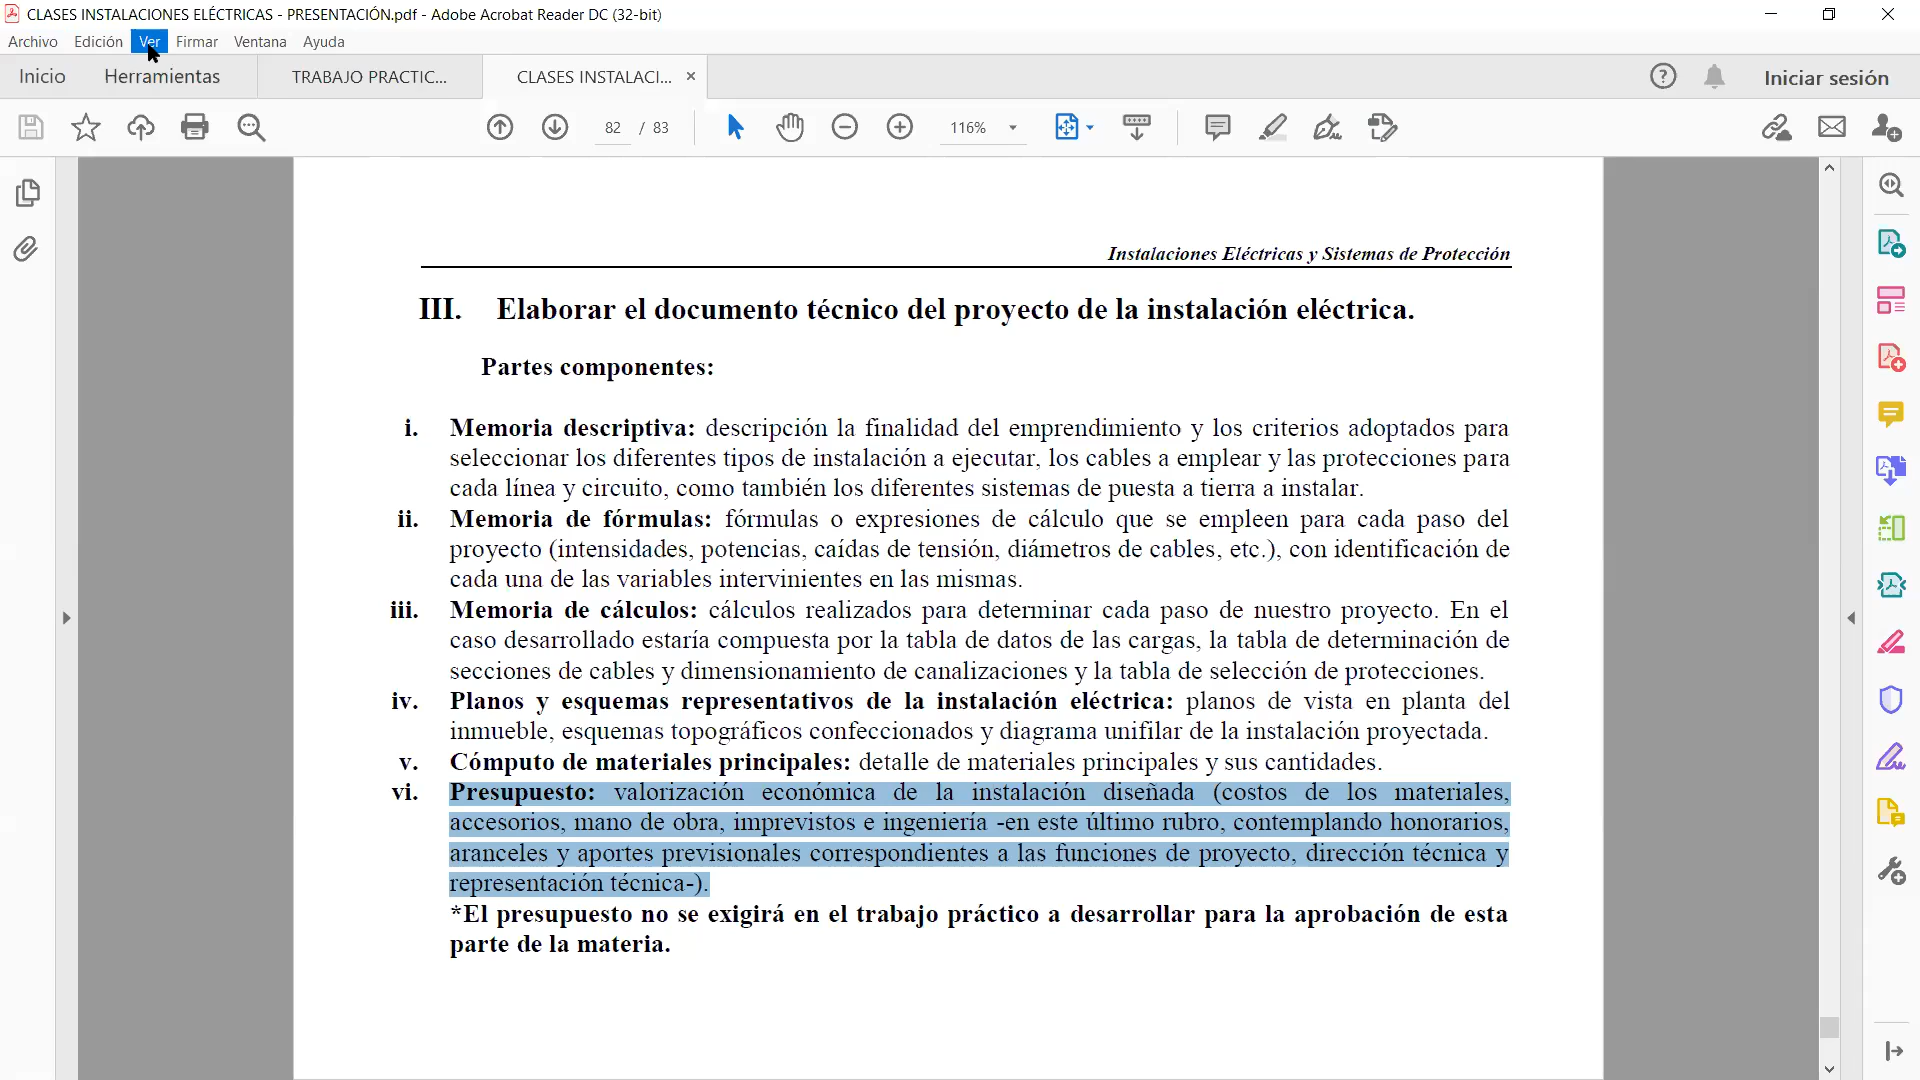 CLASES INSTALACIONES ELÉCTRICAS - PRESENTACIÓN.pdf - Adobe Acrobat Reader DC (32-bit)
Archivo Edición Ver Firmar Ventana Ayuda
Inicio Herramientas TRABAJO PRACTIC... CLASES INSTALACI... Iniciar sesión
82 / 83 116%
Instalaciones Eléctricas y Sistemas de Protección
III. Elaborar el documento técnico del proyecto de la instalación eléctrica.
Partes componentes:
i. Memoria descriptiva: descripción la finalidad del emprendimiento y los criterios adoptados para
seleccionar los diferentes tipos de instalación a ejecutar, los cables a emplear y las protecciones para
cada línea y circuito, como también los diferentes sistemas de puesta a tierra a instalar.
ii. Memoria de fórmulas: fórmulas o expresiones de cálculo que se empleen para cada paso del
proyecto (intensidades, potencias, caídas de tensión, diámetros de cables, etc.), con identificación de
cada una de las variables intervinientes en las mismas.
iii. Memoria de cálculos: cálculos realizados para determinar cada paso de nuestro proyecto. En el
caso desarrollado estaría compuesta por la tabla de datos de las cargas, la tabla de determinación de
secciones de cables y dimensionamiento de canalizaciones y la tabla de selección de protecciones.
iv. Planos y esquemas representativos de la instalación eléctrica: planos de vista en planta del
inmueble, esquemas topográficos confeccionados y diagrama unifilar de la instalación proyectada.
v. Cómputo de materiales principales: detalle de materiales principales y sus cantidades.
vi. Presupuesto: valorización económica de la instalación diseñada (costos de los materiales,
accesorios, mano de obra, imprevistos e ingeniería -en este último rubro, contemplando honorarios,
aranceles y aportes previsionales correspondientes a las funciones de proyecto, dirección técnica y
representación técnica-).
*El presupuesto no se exigirá en el trabajo práctico a desarrollar para la aprobación de esta
parte de la materia.